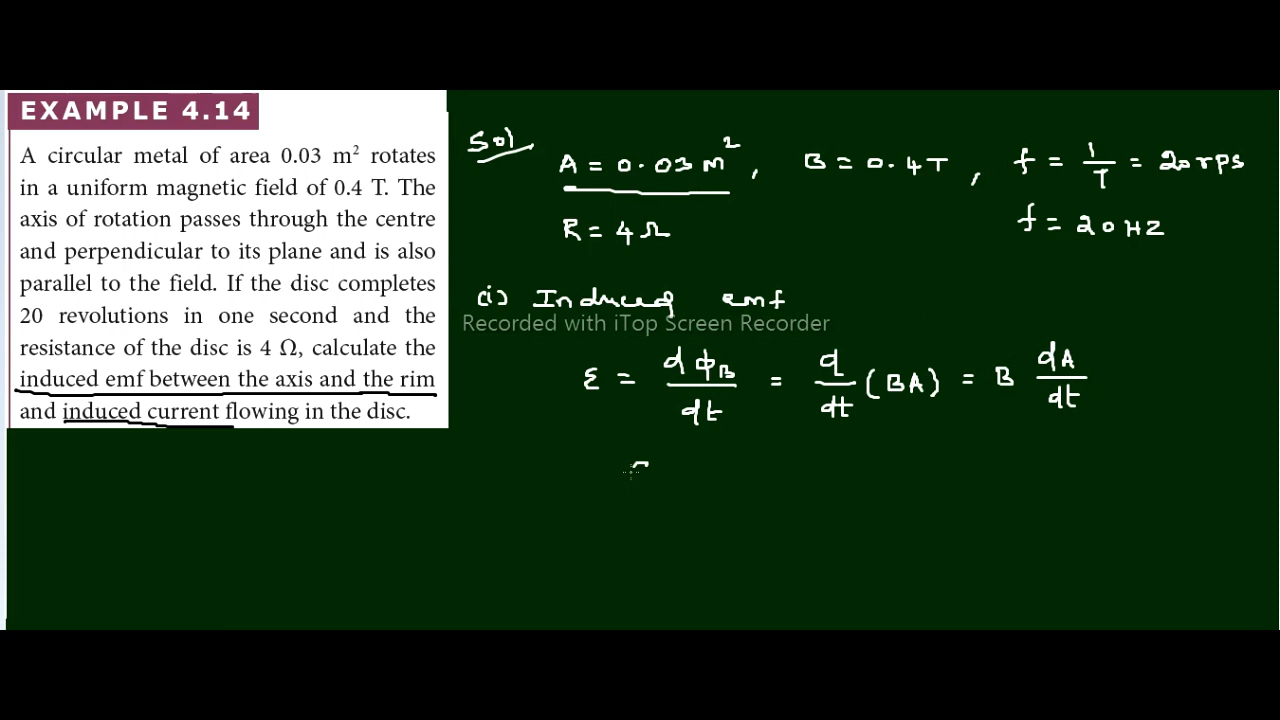 EXAMPLE 4.14
A circular metal of area 0.03 m² rotates
in a uniform magnetic field of 0.4 T. The
axis of rotation passes through the centre
and perpendicular to its plane and is also
parallel to the field. If the disc completes
20 revolutions in one second and the
resistance of the disc is 4 Ω, calculate the
induced emf between the axis and the rim
and induced current flowing in the disc.
Sol
A = 0.03 m², B = 0.4 T, f = 1/T = 20 rps
R = 4 Ω f = 20 HZ
(i) Induced emf
Recorded with iTop Screen Recorder
ε = dϕ_B/dt = d/dt (BA) = B dA/dt